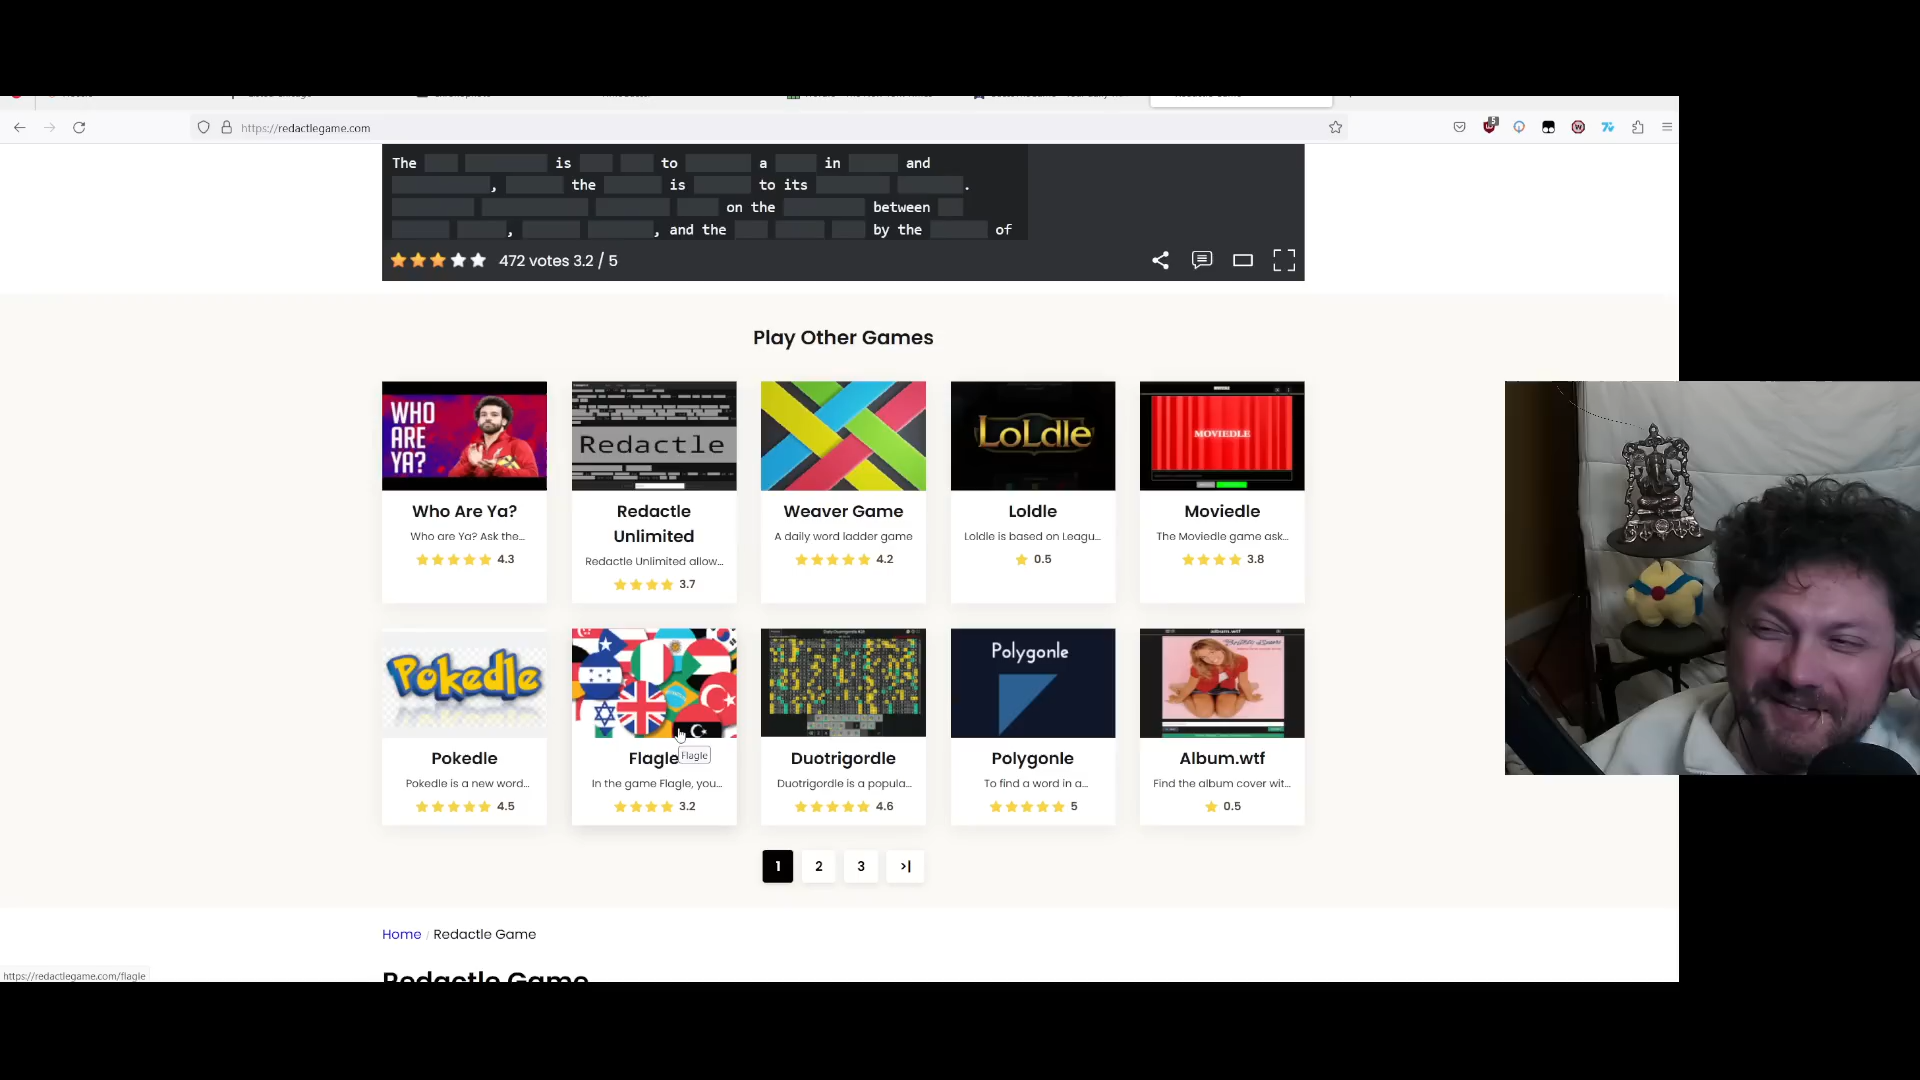 https://redactlegame.com
The is to a in and
, the is to its .
on the between
, , and the by the of
472 votes 3.2 / 5
Play Other Games
WHO
ARE
YA?
Redactle
LoLdle
MOVIEDLE
Who Are Ya?
Who are Ya? Ask the...
4.3
Redactle
Unlimited
Redactle Unlimited allow...
3.7
Weaver Game
A daily word ladder game
4.2
Loldle
Loldle is based on Leagu...
0.5
Moviedle
The Moviedle game ask...
3.8
Pokedle
Polygonle
album.wtf
Pokedle
Pokedle is a new word...
4.5
Flagle
Flagle
In the game Flagle, you...
3.2
Duotrigordle
Duotrigordle is a popula...
4.6
Polygonle
To find a word in a...
5
Album.wtf
Find the album cover wit...
0.5
1 2 3 >|
Home / Redactle Game
Redactle Game
https://redactlegame.com/flagle